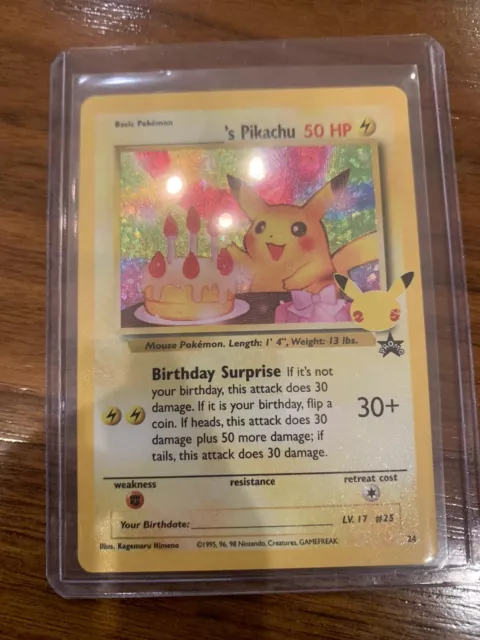 Basic Pokémon
's Pikachu 50 HP
PROMO
Mouse Pokémon. Length: 1' 4", Weight: 13 lbs.
Birthday Surprise If it's not
your birthday, this attack does 30
damage. If it is your birthday, flip a
coin. If heads, this attack does 30
damage plus 50 more damage; if
tails, this attack does 30 damage.
30+
weakness resistance retreat cost
Your Birthdate:
LV. 17 #25
Illus. Kagemaru Himeno ©1995, 96, 98 Nintendo, Creatures, GAMEFREAK. 24